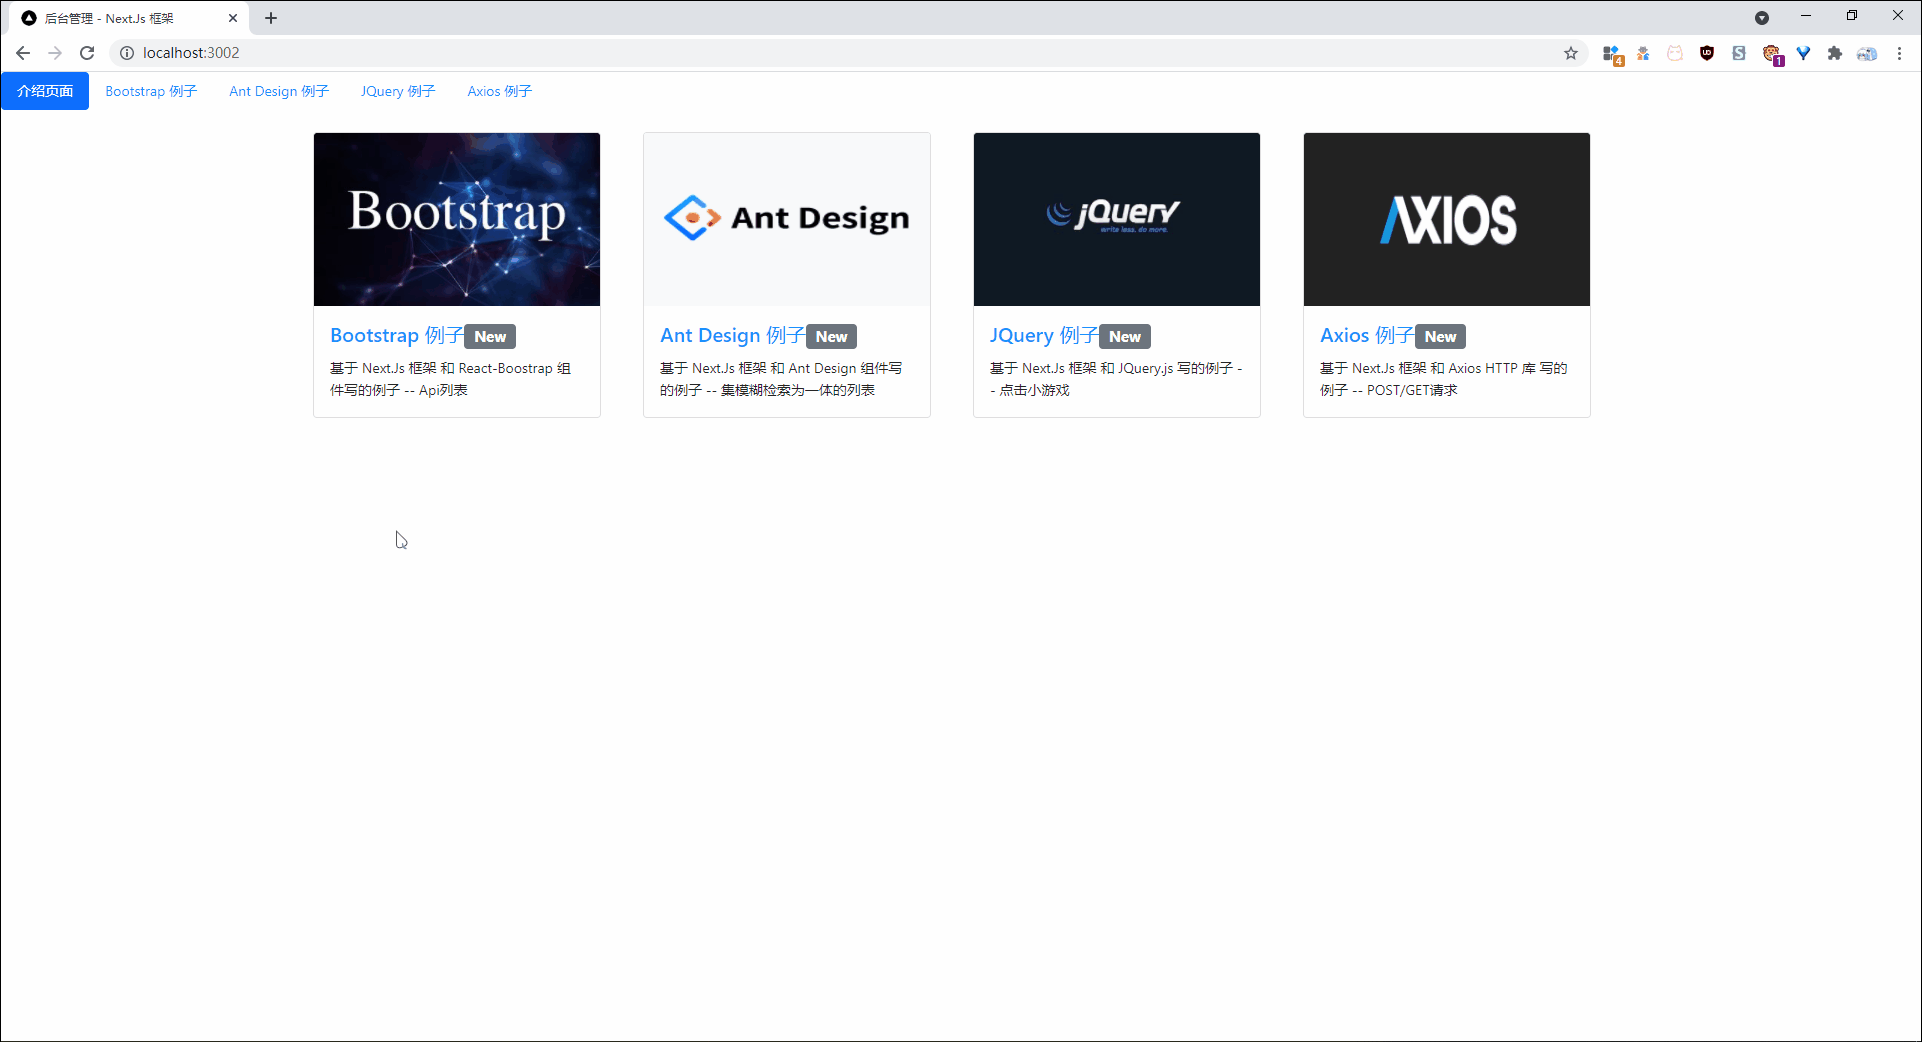 后台管理 - Next.Js 框架
localhost:3002
4
1
介绍页面 Bootstrap 例子 Ant Design 例子 JQuery 例子 Axios 例子
Bootstrap
Bootstrap 例子 New
基于 Next.Js 框架 和 React-Boostrap 组
件写的例子 -- Api列表
Ant Design
Ant Design 例子 New
基于 Next.Js 框架 和 Ant Design 组件写
的例子 -- 集模糊检索为一体的列表
jQuery
write less, do more.
JQuery 例子 New
基于 Next.Js 框架 和 JQuery.js 写的例子 -
- 点击小游戏
AXIOS
Axios 例子 New
基于 Next.Js 框架 和 Axios HTTP 库 写的
例子 -- POST/GET请求